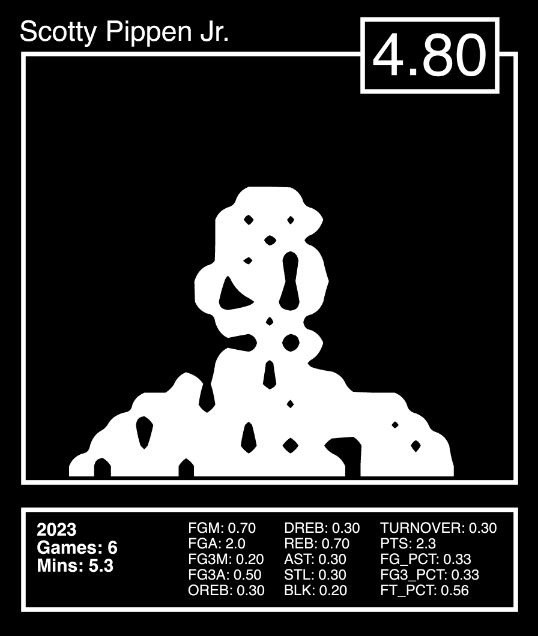 Scotty Pippen Jr.
4.80
2023
Games: 6
Mins: 5.3
FGM: 0.70
FGA: 2.0
FG3M: 0.20
FG3A: 0.50
OREB: 0.30
DREB: 0.30
REB: 0.70
AST: 0.30
STL: 0.30
BLK: 0.20
TURNOVER: 0.30
PTS: 2.3
FG_PCT: 0.33
FG3_PCT: 0.33
FT_PCT: 0.56